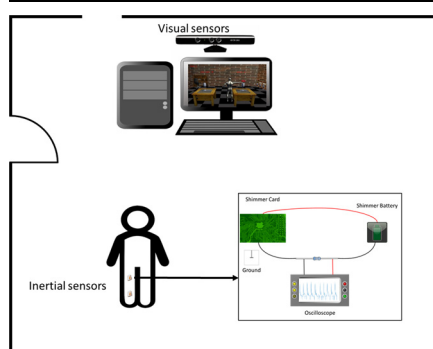 Visual sensors
Shimmer Card
Shimmer Battery
Ground
Inertial sensors
Oscilloscope